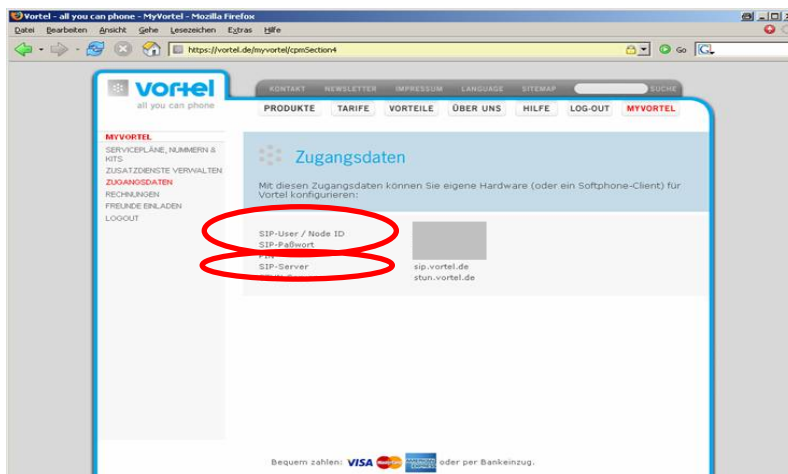 Vortel - all you can phone - MyVortel - Mozilla Firefox
Datei Bearbeiten Ansicht Gehe Lesezeichen Extras Hilfe
https://vortel.de/myvortel/cpmSection4 Go G
vortel
all you can phone
KONTAKT NEWSLETTER IMPRESSUM LANGUAGE SITEMAP SUCHE
PRODUKTE TARIFE VORTEILE ÜBER UNS HILFE LOG-OUT MYVORTEL
MYVORTEL
SERVICEPLÄNE, NUMMERN &
KITS
ZUSATZDIENSTE VERWALTEN
ZUGANGSDATEN
RECHNUNGEN
FREUNDE EINLADEN
LOGOUT
Zugangsdaten
Mit diesen Zugangsdaten können Sie eigene Hardware (oder ein Softphone-Client) für
Vortel konfigurieren:
SIP-User / Node ID
SIP-Paßwort
PIN
SIP-Server sip.vortel.de
stun.vortel.de
Bequem zahlen: VISA oder per Bankeinzug.